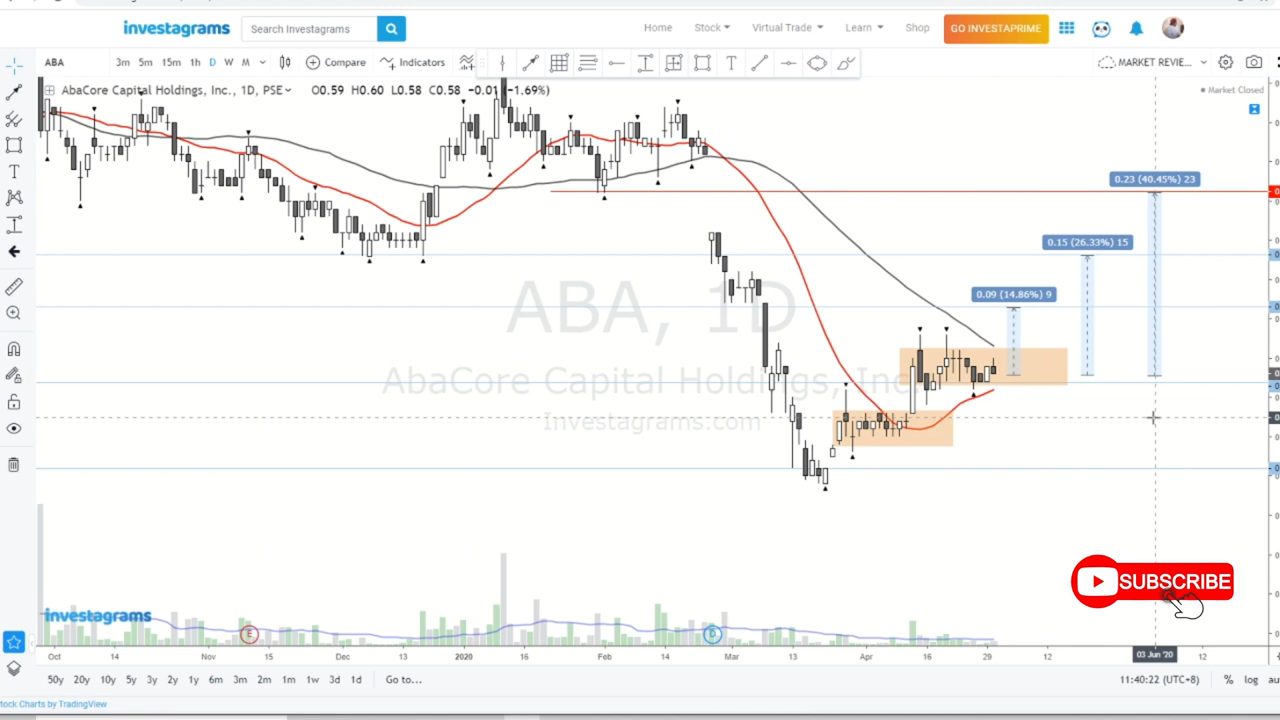 investagrams Search Investagrams Home Stock Virtual Trade Learn Shop GO INVESTAPRIME
ABA 3m 5m 15m 1h D W M Compare Indicators T MARKET REVIE...
AbaCore Capital Holdings, Inc., 1D, PSE O0.59 H0.60 L0.58 C0.58 −0.01 (−1.69%) Market Closed
0.23 (40.45%) 23
0.15 (26.33%) 15
0.09 (14.86%) 9
ABA, 1D
AbaCore Capital Holdings, Inc.
Investagrams.com
SUBSCRIBE
investagrams
E D
Oct 14 Nov 15 Dec 13 2020 16 Feb 14 Mar 13 Apr 16 29 12 03 Jun '20 12
50y 20y 10y 5y 3y 2y 1y 6m 3m 2m 1m 1w 3d 1d Go to... 11:40:22 (UTC+8) % log
tock Charts by TradingView